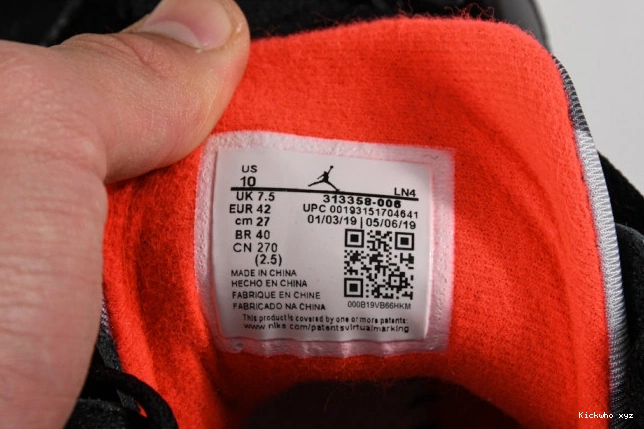 US
10
UK 7.5
EUR 42
cm 27
BR 40
CN 270
(2.5)
LN4
313358-006
UPC 00193151704641
01/03/19 | 05/06/19
MADE IN CHINA
HECHO EN CHINA
FABRIQUE EN CHINE
FABRICADO NA CHINA
000B19VB66HKM
This product is covered by one or more patents:
www.nike.com/patentsvirtualmarking
Kickwho xyz